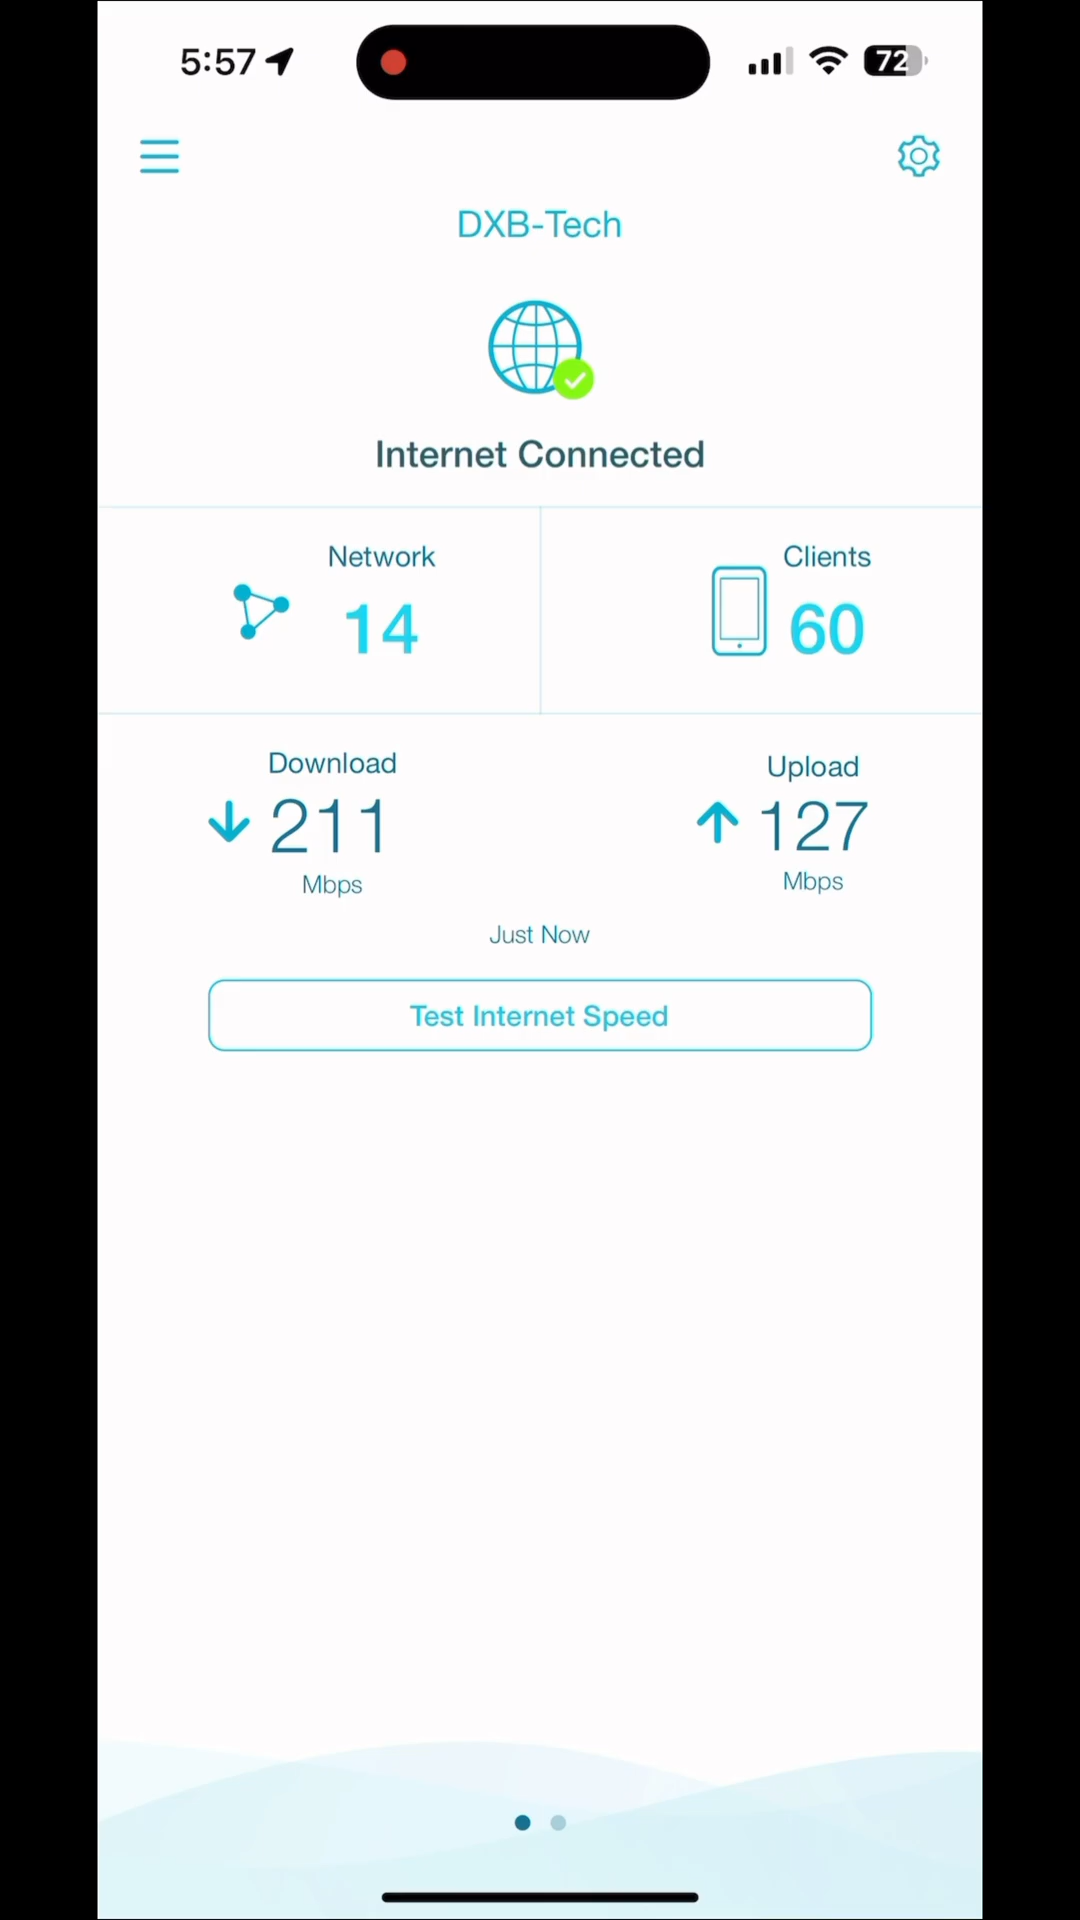 5:57
72
DXB-Tech
Internet Connected
Network
14
Clients
60
Download
211
Mbps
Upload
127
Mbps
Just Now
Test Internet Speed